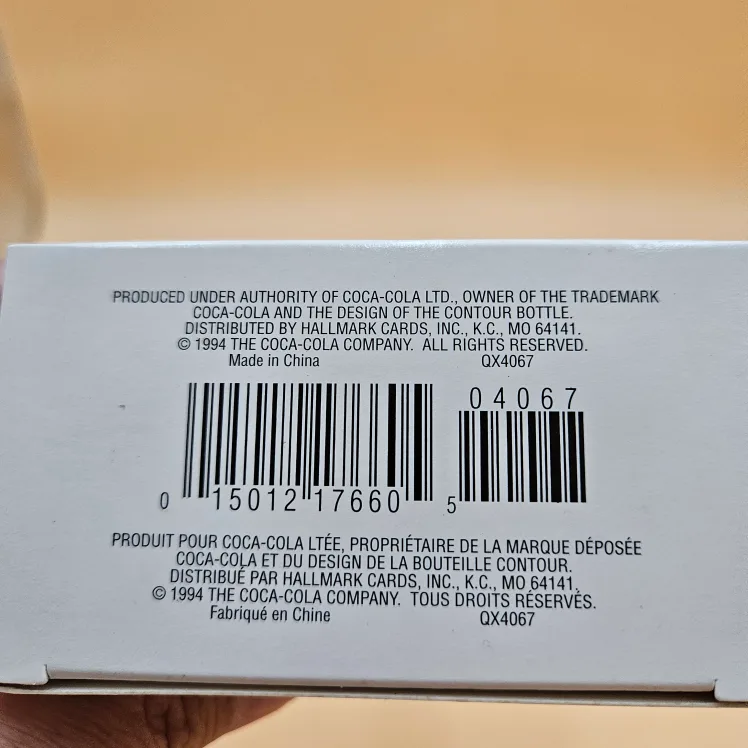 PRODUCED UNDER AUTHORITY OF COCA-COLA LTD., OWNER OF THE TRADEMARK
COCA-COLA AND THE DESIGN OF THE CONTOUR BOTTLE.
DISTRIBUTED BY HALLMARK CARDS, INC., K.C., MO 64141.
© 1994 THE COCA-COLA COMPANY. ALL RIGHTS RESERVED.
Made in China QX4067
04067
0 15012 17660 5
PRODUIT POUR COCA-COLA LTÉE, PROPRIÉTAIRE DE LA MARQUE DÉPOSÉE
COCA-COLA ET DU DESIGN DE LA BOUTEILLE CONTOUR.
DISTRIBUÉ PAR HALLMARK CARDS, INC., K.C., MO 64141.
© 1994 THE COCA-COLA COMPANY. TOUS DROITS RÉSERVÉS.
Fabriqué en Chine QX4067